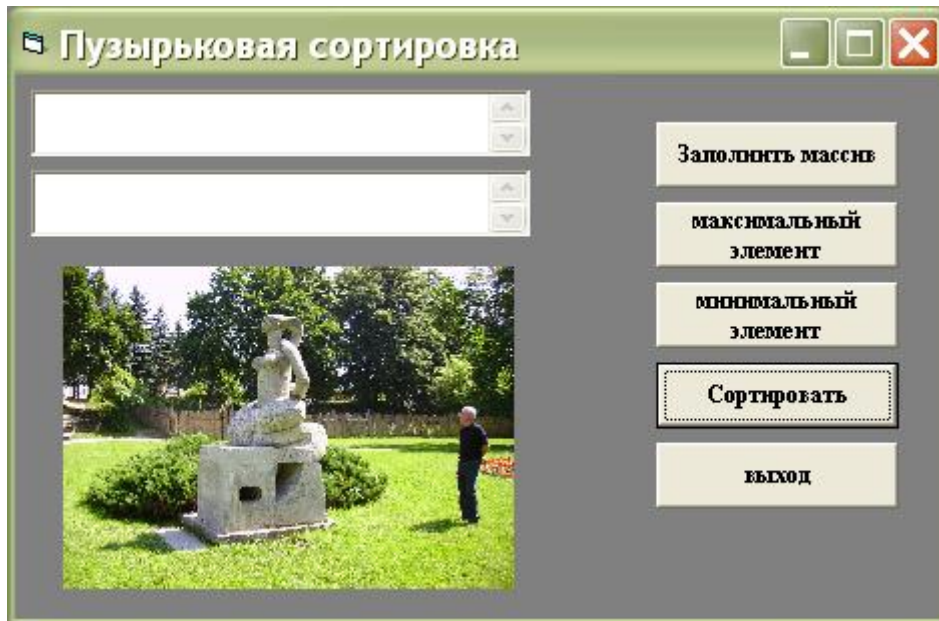 Пузырьковая сортировка
Заполнить массив
максимальный
элемент
минимальный
элемент
Сортировать
выход